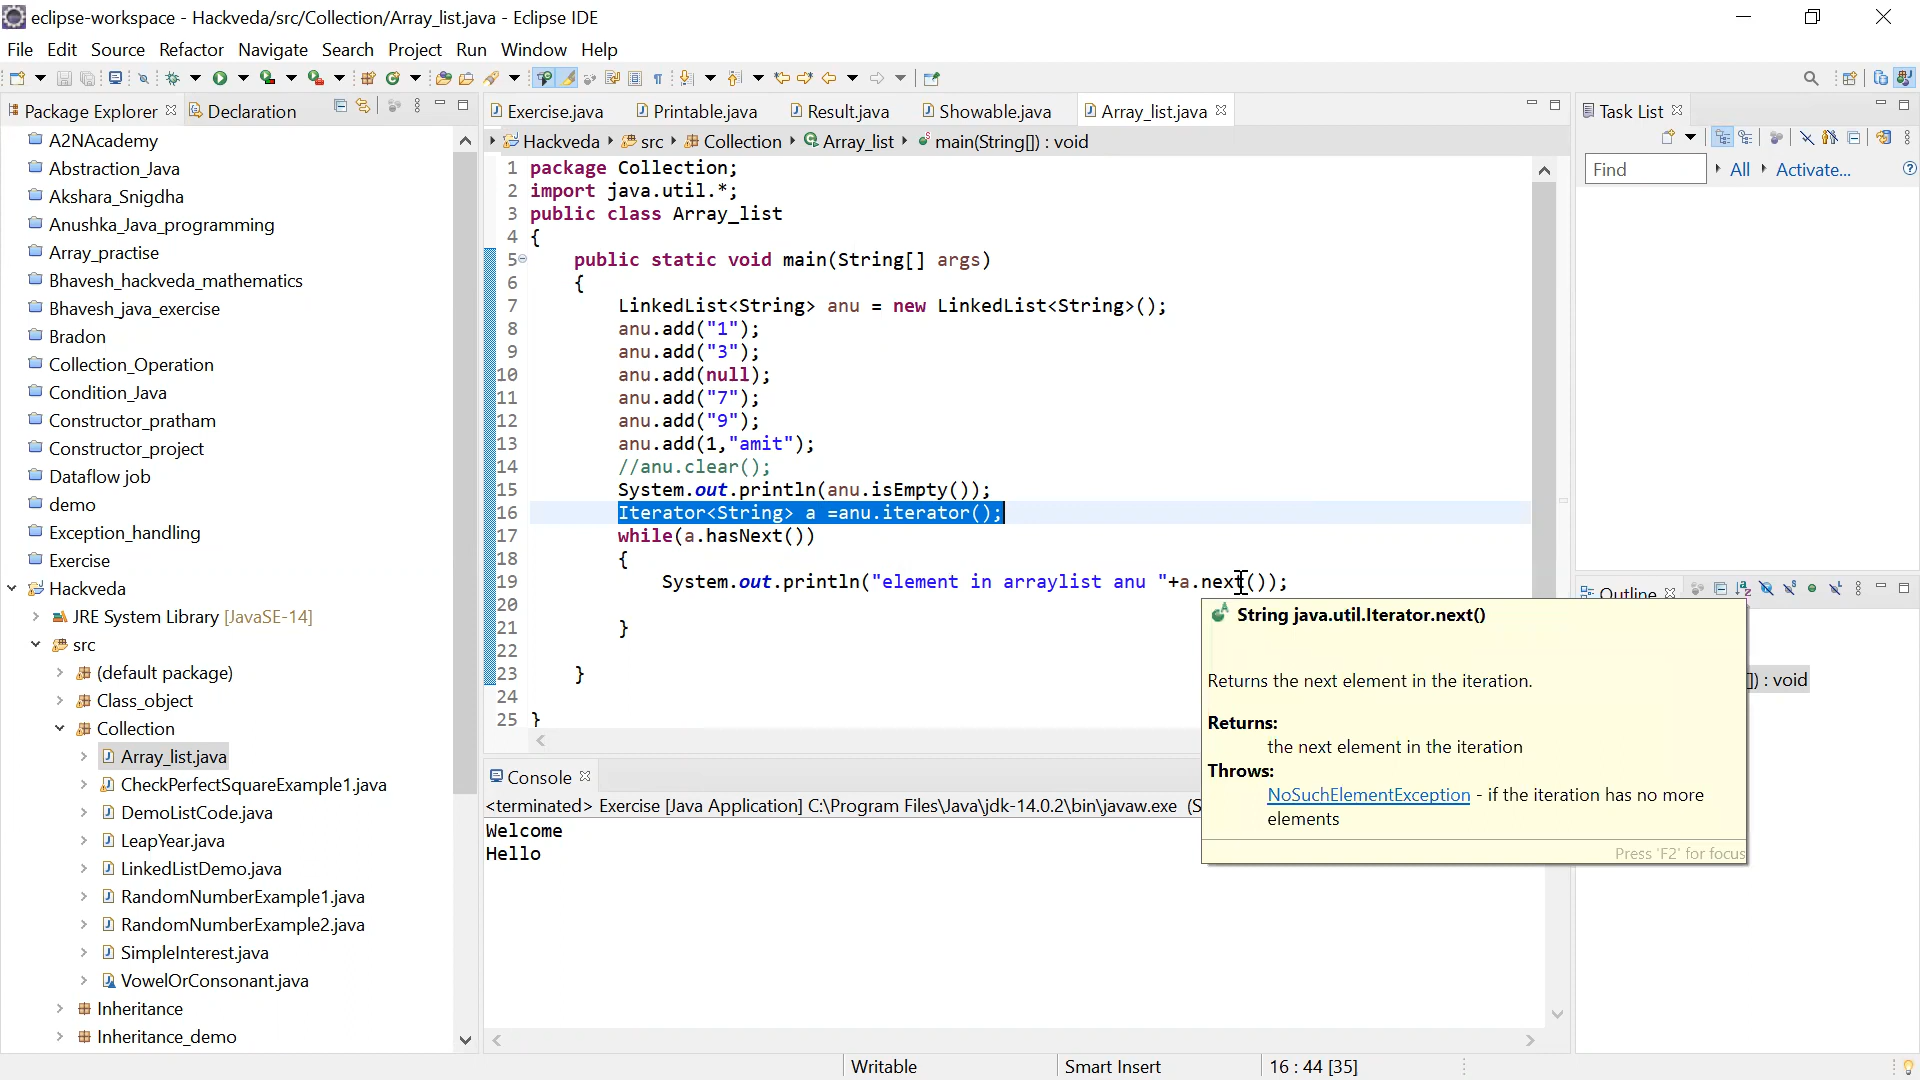 eclipse-workspace - Hackveda/src/Collection/Array_list.java - Eclipse IDE
File Edit Source Refactor Navigate Search Project Run Window Help
Package Explorer Declaration
A2NAcademy
Abstraction_Java
Akshara_Snigdha
Anushka_Java_programming
Array_practise
Bhavesh_hackveda_mathematics
Bhavesh_java_exercise
Bradon
Collection_Operation
Condition_Java
Constructor_pratham
Constructor_project
Dataflow job
demo
Exception_handling
Exercise
Hackveda
JRE System Library [JavaSE-14]
src
(default package)
Class_object
Collection
Array_list.java
CheckPerfectSquareExample1.java
DemoListCode.java
LeapYear.java
LinkedListDemo.java
RandomNumberExample1.java
RandomNumberExample2.java
SimpleInterest.java
VowelOrConsonant.java
Inheritance
Inheritance_demo
Exercise.java Printable.java Result.java Showable.java Array_list.java
Hackveda src Collection Array_list main(String[]) : void
1 package Collection;
2 import java.util.*;
3 public class Array_list
4 {
5 public static void main(String[] args)
6 {
7 LinkedList<String> anu = new LinkedList<String>();
8 anu.add("1");
9 anu.add("3");
10 anu.add(null);
11 anu.add("7");
12 anu.add("9");
13 anu.add(1,"amit");
14 //anu.clear();
15 System.out.println(anu.isEmpty());
16 Iterator<String> a =anu.iterator();
17 while(a.hasNext())
18 {
19 System.out.println("element in arraylist anu "+a.next());
20
21 }
22
23 }
24
25 }
String java.util.Iterator.next()
Returns the next element in the iteration.
Returns:
the next element in the iteration
Throws:
NoSuchElementException - if the iteration has no more
elements
Press 'F2' for focus
Console
<terminated> Exercise [Java Application] C:\Program Files\Java\jdk-14.0.2\bin\javaw.exe (S
Welcome
Hello
Task List
Find All Activate...
Outline
]) : void
Writable Smart Insert 16 : 44 [35]